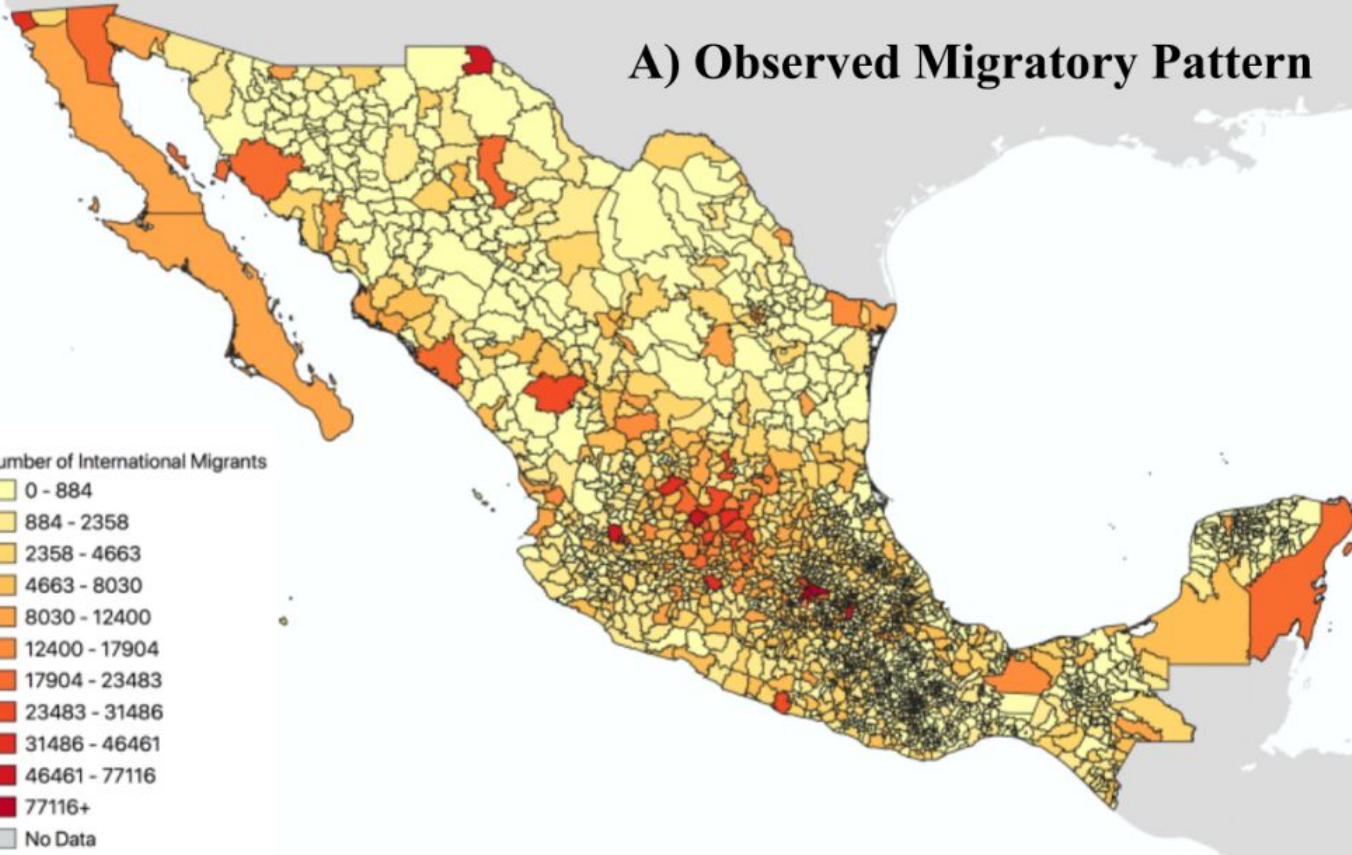 A) Observed Migratory Pattern
umber of International Migrants
0 - 884
884 - 2358
2358 - 4663
4663 - 8030
8030 - 12400
12400 - 17904
17904 - 23483
23483 - 31486
31486 - 46461
46461 - 77116
77116+
No Data